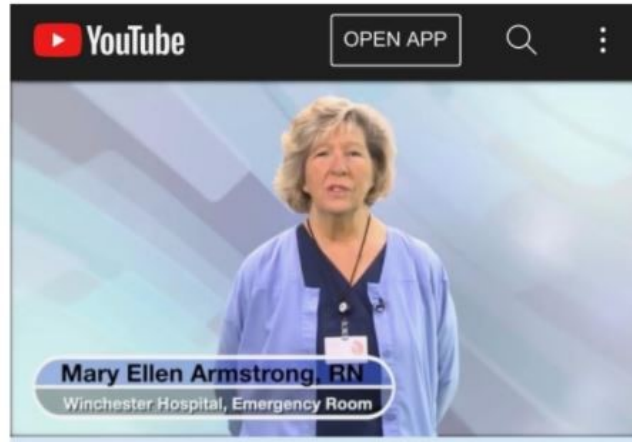 YouTube
OPEN APP
Mary Ellen Armstrong, RN
Winchester Hospital, Emergency Room